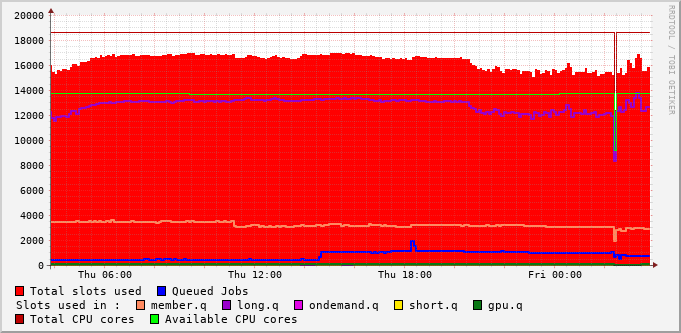 20000
18000
16000
14000
12000
10000
8000
6000
4000
2000
0
Thu 06:00 Thu 12:00 Thu 18:00 Fri 00:00
RRDTOOL / TOBI OETIKER
Total slots used Queued Jobs
Slots used in : member.q long.q ondemand.q short.q gpu.q
Total CPU cores Available CPU cores